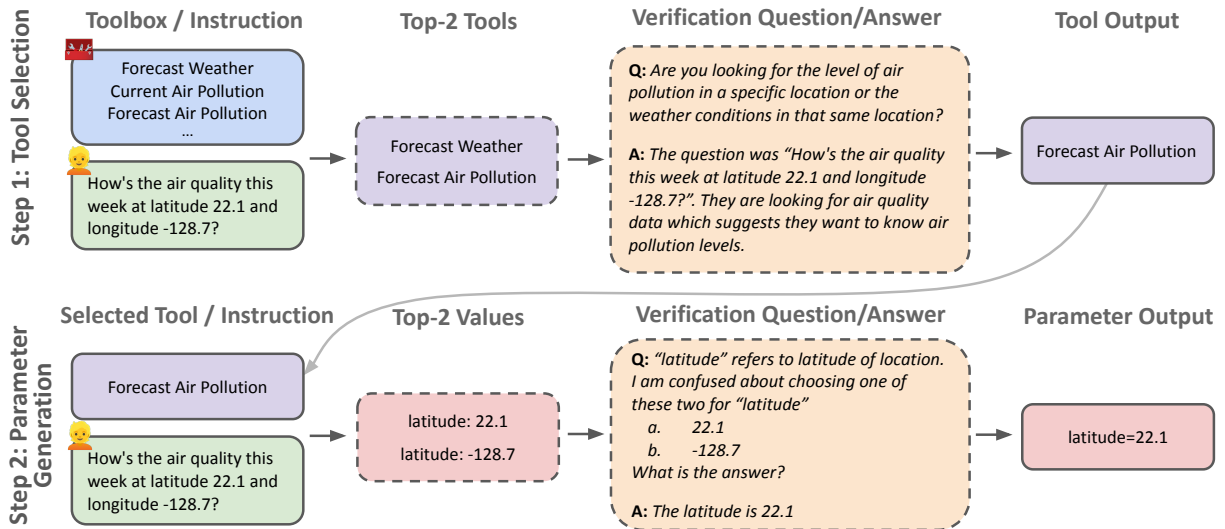 Toolbox / Instruction
Top-2 Tools
Verification Question/Answer
Tool Output
Step 1: Tool Selection
Forecast Weather
Current Air Pollution
Forecast Air Pollution
...
How's the air quality this
week at latitude 22.1 and
longitude -128.7?
Forecast Weather
Forecast Air Pollution
Q: Are you looking for the level of air
pollution in a specific location or the
weather conditions in that same location?
A: The question was “How's the air quality
this week at latitude 22.1 and longitude
-128.7?”. They are looking for air quality
data which suggests they want to know air
pollution levels.
Forecast Air Pollution
Selected Tool / Instruction
Top-2 Values
Verification Question/Answer
Parameter Output
Step 2: Parameter
Generation
Forecast Air Pollution
How's the air quality this
week at latitude 22.1 and
longitude -128.7?
latitude: 22.1
latitude: -128.7
Q: “latitude” refers to latitude of location.
I am confused about choosing one of
these two for “latitude”
a. 22.1
b. -128.7
What is the answer?
A: The latitude is 22.1
latitude=22.1